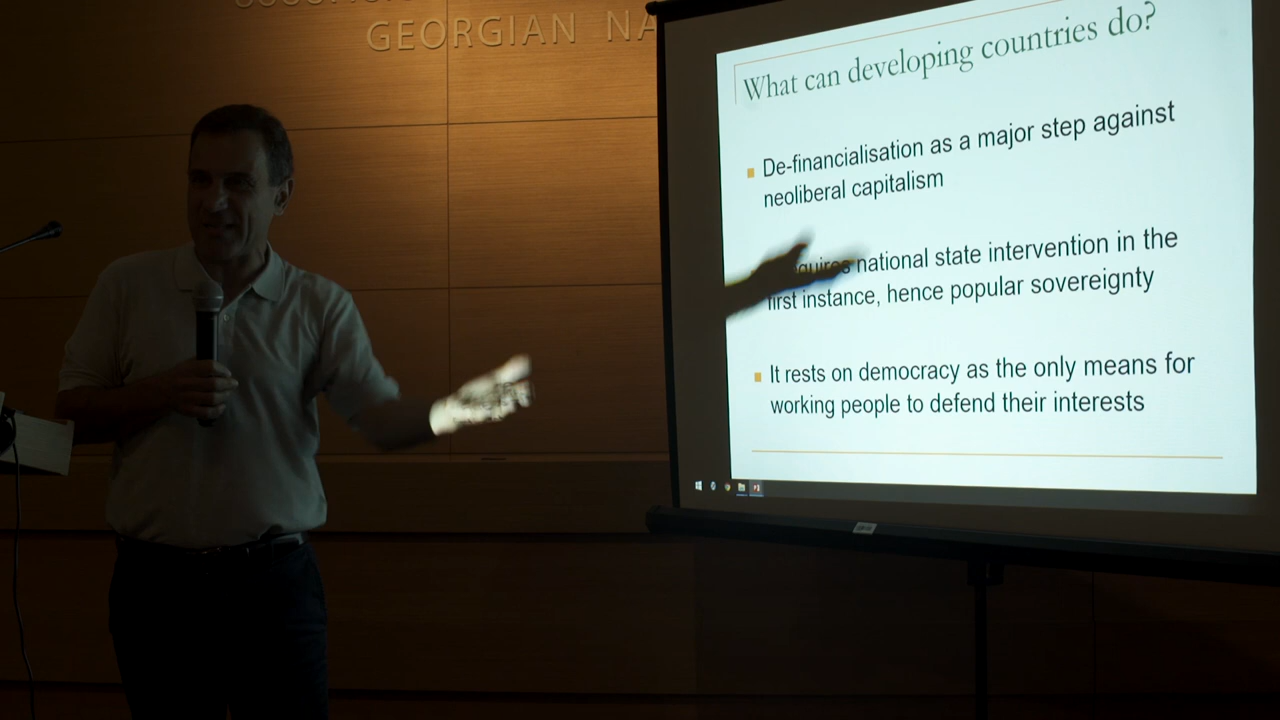 GEORGIAN NA
What can developing countries do?
De-financialisation as a major step against
neoliberal capitalism
national state intervention in the
first instance, hence popular sovereignty
It rests on democracy as the only means for
working people to defend their interests